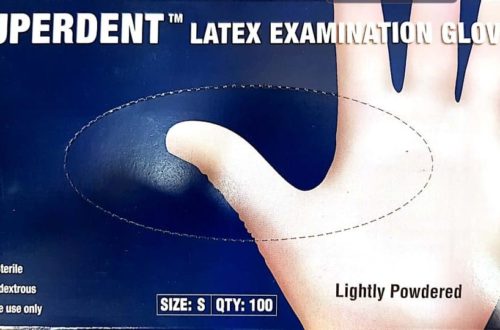 UPERDENT™ LATEX EXAMINATION GLOV
terile
dextrous
e use only
SIZE: S QTY: 100
Lightly Powdered